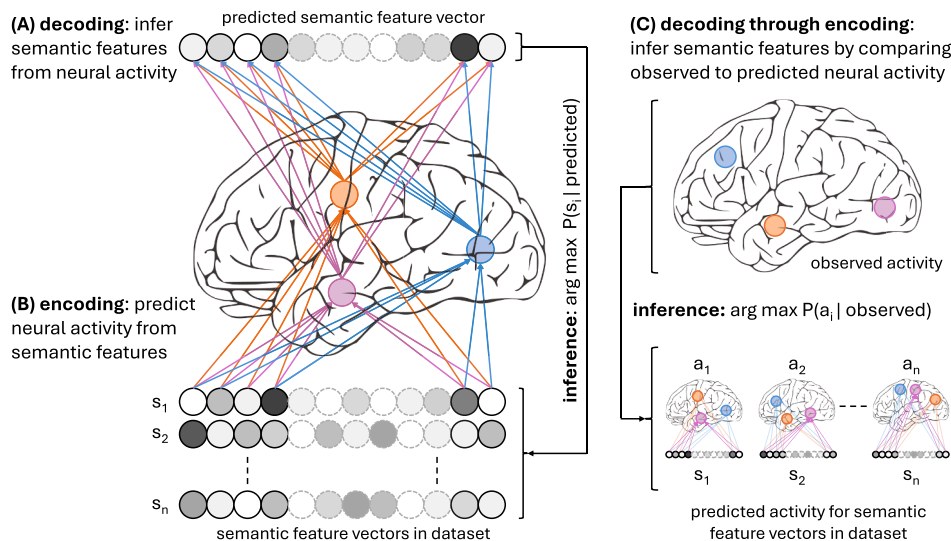 (A) decoding: infer
semantic features
from neural activity
predicted semantic feature vector
(B) encoding: predict
neural activity from
semantic features
s1
s2
sn
semantic feature vectors in dataset
inference: arg max P(si | predicted)
(C) decoding through encoding:
infer semantic features by comparing
observed to predicted neural activity
observed activity
inference: arg max P(ai | observed)
a1 a2 an
s1 s2 sn
predicted activity for semantic
feature vectors in dataset